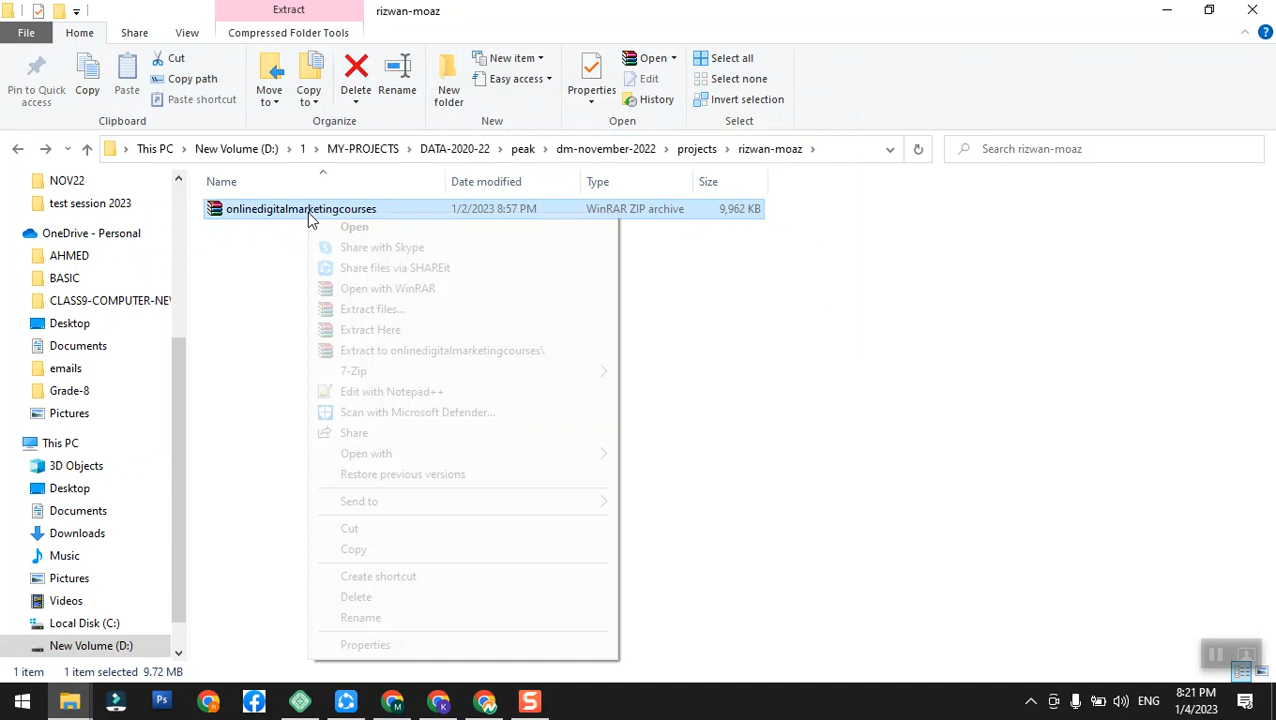 Extract
rizwan-moaz
File
Home
Share
View
Compressed Folder Tools
Pin to Quick access
Copy
Paste
Cut
Copy path
Paste shortcut
Clipboard
Move to
Copy to
Delete
Rename
Organize
New folder
New item
Easy access
New
Properties
Open
Edit
History
Open
Select all
Select none
Invert selection
Select
This PC
New Volume (D:)
1
MY-PROJECTS
DATA-2020-22
peak
dm-november-2022
projects
rizwan-moaz
Search rizwan-moaz
NOV22
test session 2023
OneDrive - Personal
AHMED
BASIC
CLASS9-COMPUTER-NEW
Desktop
Documents
emails
Grade-8
Pictures
This PC
3D Objects
Desktop
Documents
Downloads
Music
Pictures
Videos
Local Disk (C:)
New Volume (D:)
Name
Date modified
Type
Size
onlinedigitalmarketingcourses
1/2/2023 8:57 PM
WinRAR ZIP archive
9,962 KB
Open
Share with Skype
Share files via SHAREit
Open with WinRAR
Extract files...
Extract Here
Extract to onlinedigitalmarketingcourses\
7-Zip
Edit with Notepad++
Scan with Microsoft Defender...
Share
Open with
Restore previous versions
Send to
Cut
Copy
Create shortcut
Delete
Rename
Properties
1 item
1 item selected 9.72 MB
Ps
M
K
N
S
ENG
8:21 PM
1/4/2023